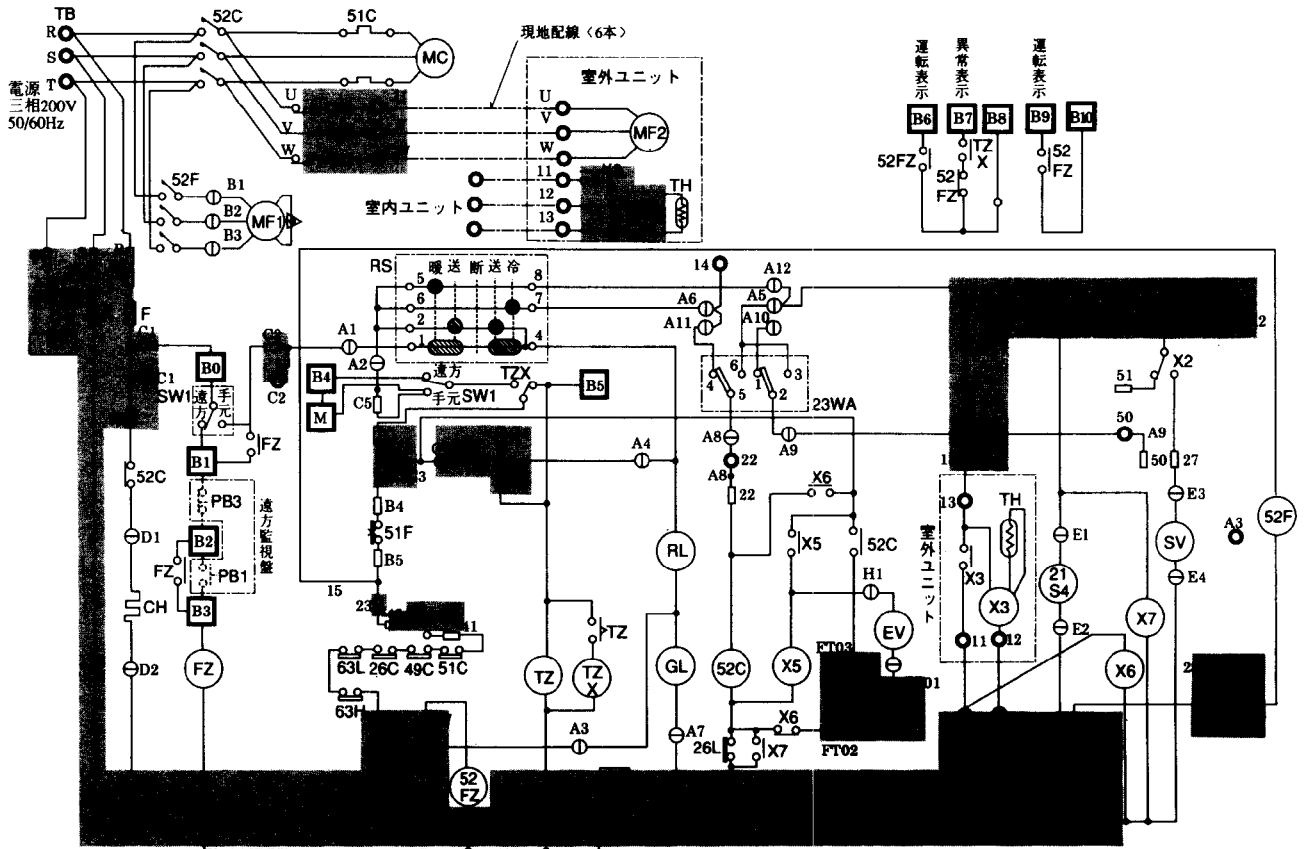 TB
R
S
T
電源
三相200V
50/60Hz
52C
51C
MC
現地配線（6本）
室外ユニット
U
V
W
U
V
W
MF2
11
12
13
TH
室内ユニット
52F
B1
B2
B3
MF1
運転表示
異常表示
運転表示
B6
B7
B8
B9
B10
52FZ
TZ
X
52
FZ
52
FZ
RS
暖 送 断 送 冷
5
8
6
7
2
1
4
A1
A2
14
A12
A6
A5
A11
A10
F
C1
C1
SW1
B0
遠方
手元
C2
FZ
B1
52C
PB3
B2
PB1
B3
FZ
遠方監視盤
D1
CH
D2
FZ
B4
M
遠方
手元
SW1
TZX
B5
C5
A4
B4
51F
B5
15
23
41
63L
26C
49C
51C
63H
TZ
TZ
TZ
X
A3
52
FZ
RL
GL
A7
4
5
6
1
3
2
23WA
A8
22
A8
22
A9
X6
X5
52C
H1
EV
52C
X5
X6
26L
X7
FT03
FT02
01
13
室外ユニット
TH
X3
X3
11
12
E1
21
S4
E2
X7
X6
2
X2
51
50
A9
50
27
E3
SV
E4
A3
52F